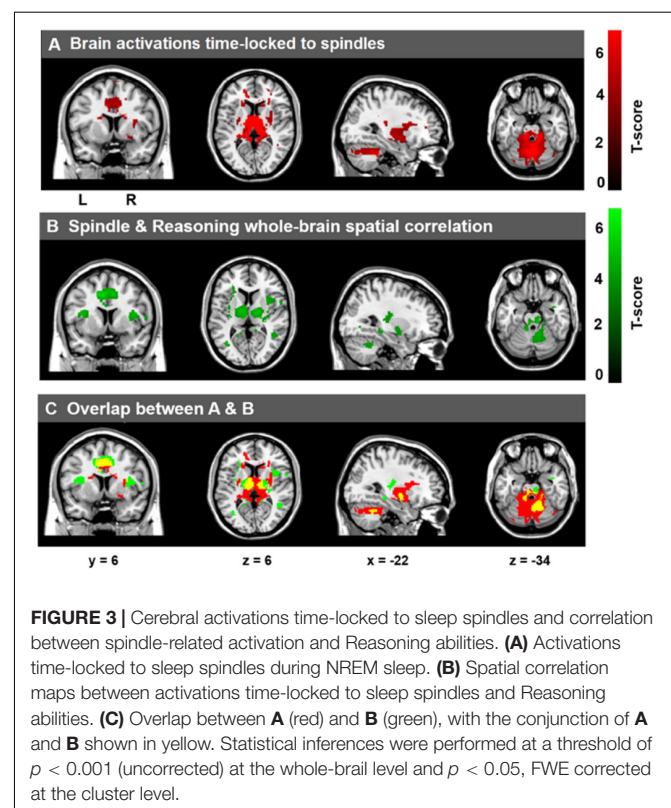 A Brain activations time-locked to spindles
6
4
2
0
T-score
L R
B Spindle & Reasoning whole-brain spatial correlation
6
4
2
0
T-score
C Overlap between A & B
y = 6 z = 6 x = -22 z = -34
FIGURE 3 | Cerebral activations time-locked to sleep spindles and correlation
between spindle-related activation and Reasoning abilities. (A) Activations
time-locked to sleep spindles during NREM sleep. (B) Spatial correlation
maps between activations time-locked to sleep spindles and Reasoning
abilities. (C) Overlap between A (red) and B (green), with the conjunction of A
and B shown in yellow. Statistical inferences were performed at a threshold of
p < 0.001 (uncorrected) at the whole-brail level and p < 0.05, FWE corrected
at the cluster level.